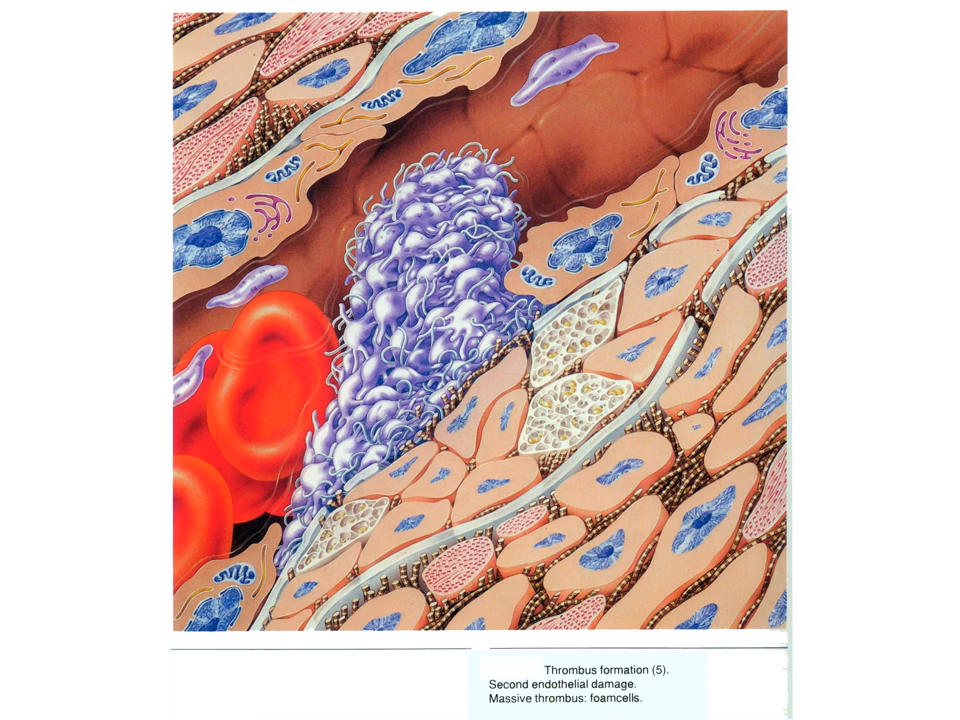 Thrombus formation (5).
Second endothelial damage.
Massive thrombus: foamcells.